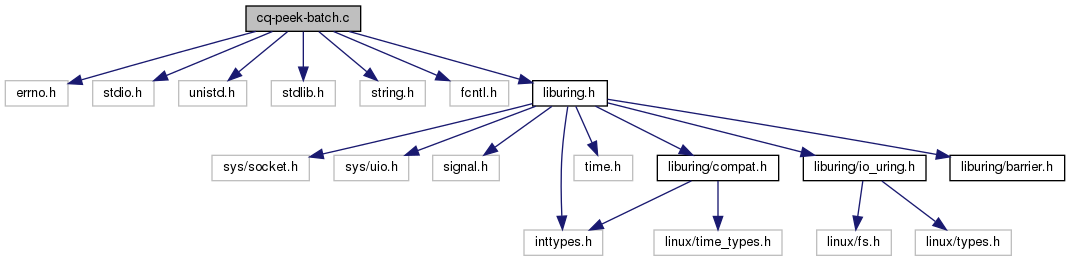 cq-peek-batch.c
errno.h
stdio.h
unistd.h
stdlib.h
string.h
fcntl.h
liburing.h
sys/socket.h
sys/uio.h
signal.h
time.h
liburing/compat.h
liburing/io_uring.h
liburing/barrier.h
inttypes.h
linux/time_types.h
linux/fs.h
linux/types.h